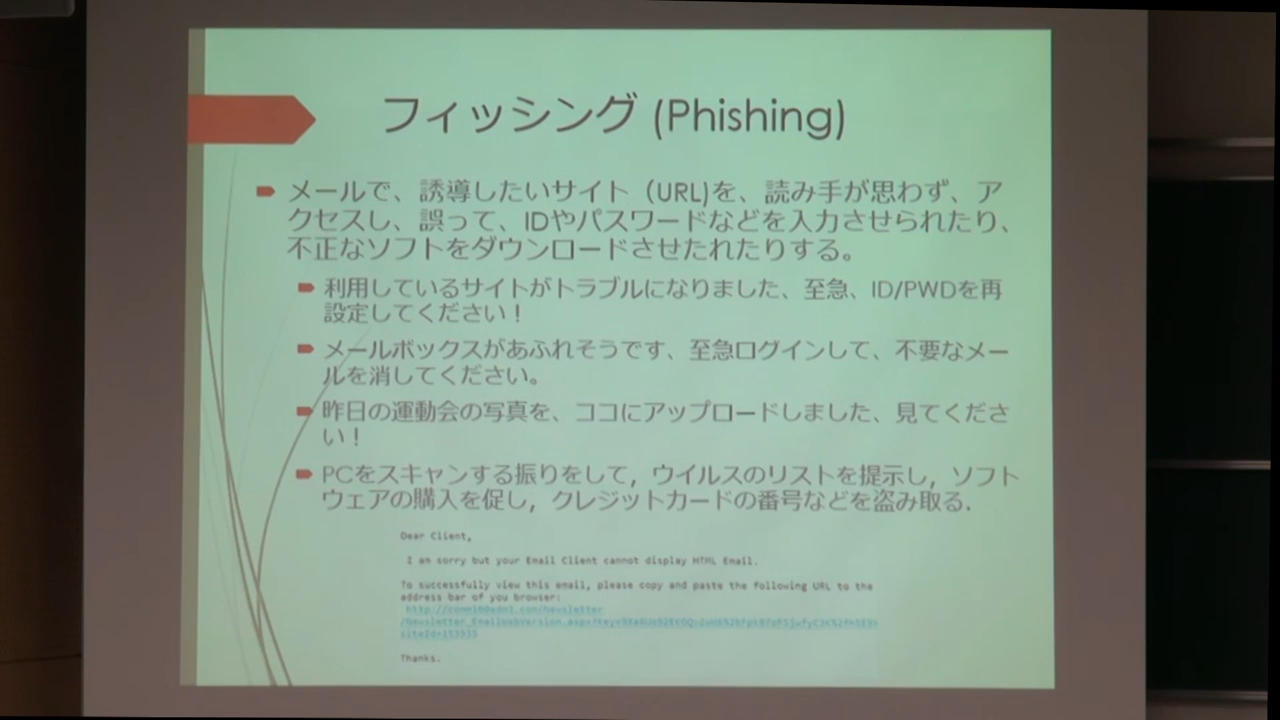 フィッシング (Phishing)
メールで、誘導したいサイト（URL)を、読み手が思わず、ア
クセスし、誤って、IDやパスワードなどを入力させられたり、
不正なソフトをダウンロードさせたれたりする。
利用しているサイトがトラブルになりました、至急、ID/PWDを再
設定してください！
メールボックスがあふれそうです、至急ログインして、不要なメー
ルを消してください。
昨日の運動会の写真を、ココにアップロードしました、見てくださ
い！
PCをスキャンする振りをして，ウイルスのリストを提示し，ソフト
ウェアの購入を促し，クレジットカードの番号などを盗み取る．
Dear Client,
I am sorry but your Email Client cannot display HTML Email.
To successfully view this email, please copy and paste the following URL to the
address bar of you browser:
Thanks.